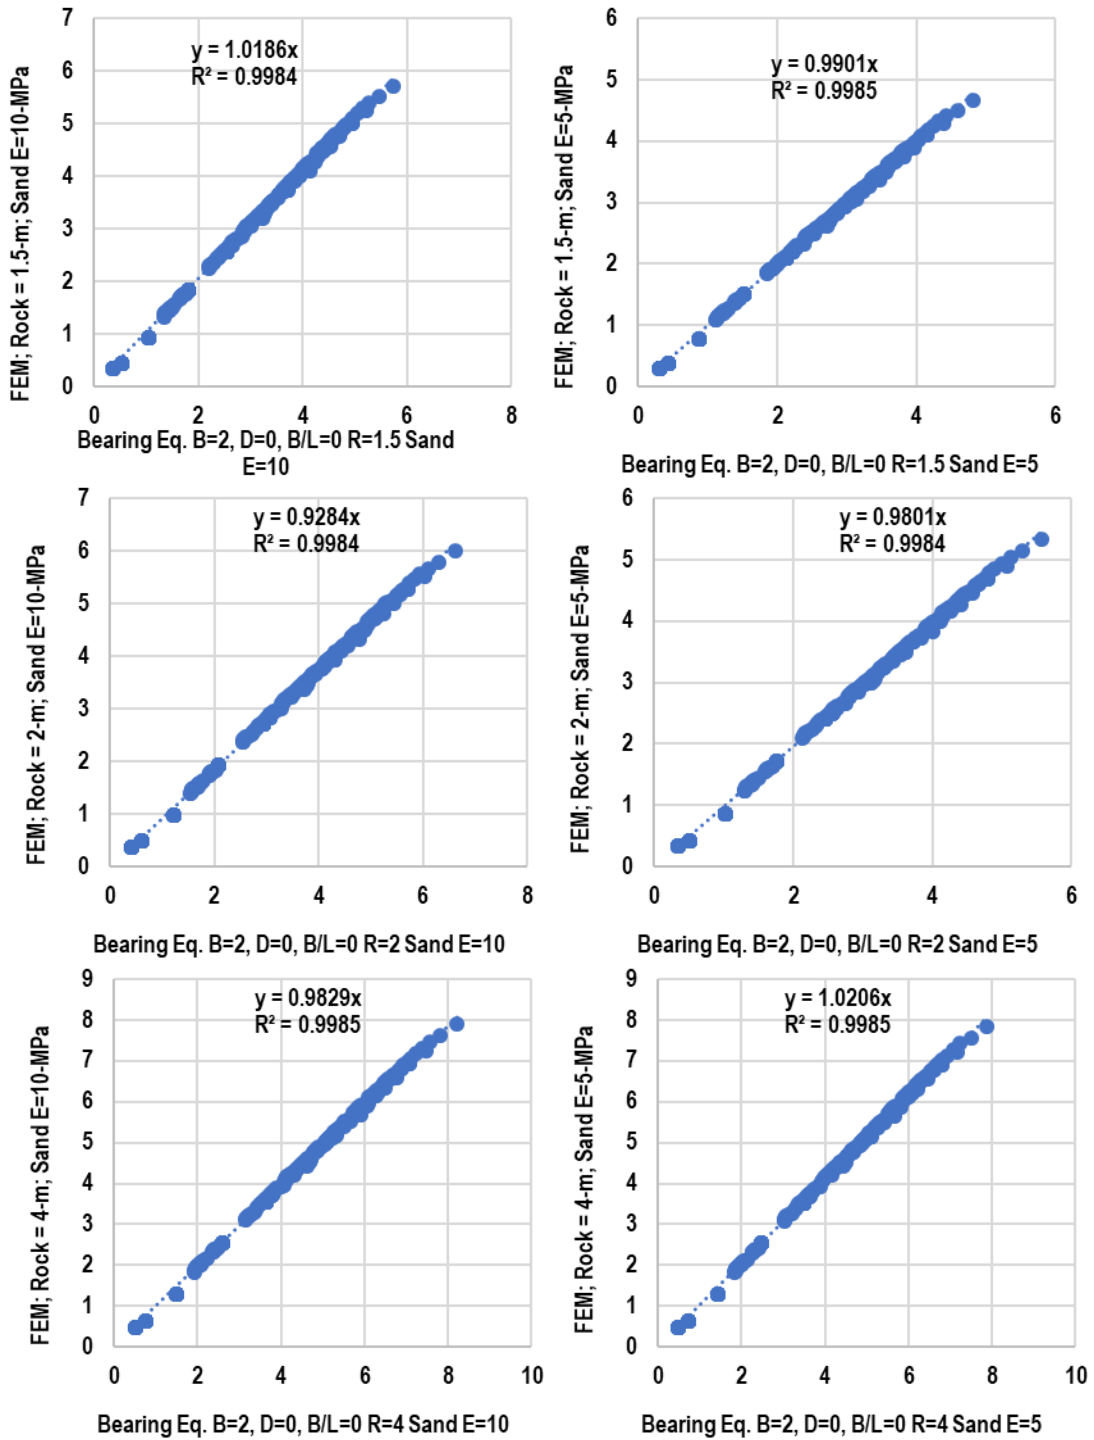 7
6
5
4
3
2
1
0
FEM; Rock = 1.5-m; Sand E=10-MPa
y = 1.0186x
R² = 0.9984
0 2 4 6 8
Bearing Eq. B=2, D=0, B/L=0 R=1.5 Sand
E=10
6
5
4
3
2
1
0
FEM; Rock = 1.5-m; Sand E=5-MPa
y = 0.9901x
R² = 0.9985
0 2 4 6
Bearing Eq. B=2, D=0, B/L=0 R=1.5 Sand E=5
7
6
5
4
3
2
1
0
FEM; Rock = 2-m; Sand E=10-MPa
y = 0.9284x
R² = 0.9984
0 2 4 6 8
Bearing Eq. B=2, D=0, B/L=0 R=2 Sand E=10
6
5
4
3
2
1
0
FEM; Rock = 2-m; Sand E=5-MPa
y = 0.9801x
R² = 0.9984
0 2 4 6
Bearing Eq. B=2, D=0, B/L=0 R=2 Sand E=5
9
8
7
6
5
4
3
2
1
0
FEM; Rock = 4-m; Sand E=10-MPa
y = 0.9829x
R² = 0.9985
0 2 4 6 8 10
Bearing Eq. B=2, D=0, B/L=0 R=4 Sand E=10
9
8
7
6
5
4
3
2
1
0
FEM; Rock = 4-m; Sand E=5-MPa
y = 1.0206x
R² = 0.9985
0 2 4 6 8 10
Bearing Eq. B=2, D=0, B/L=0 R=4 Sand E=5